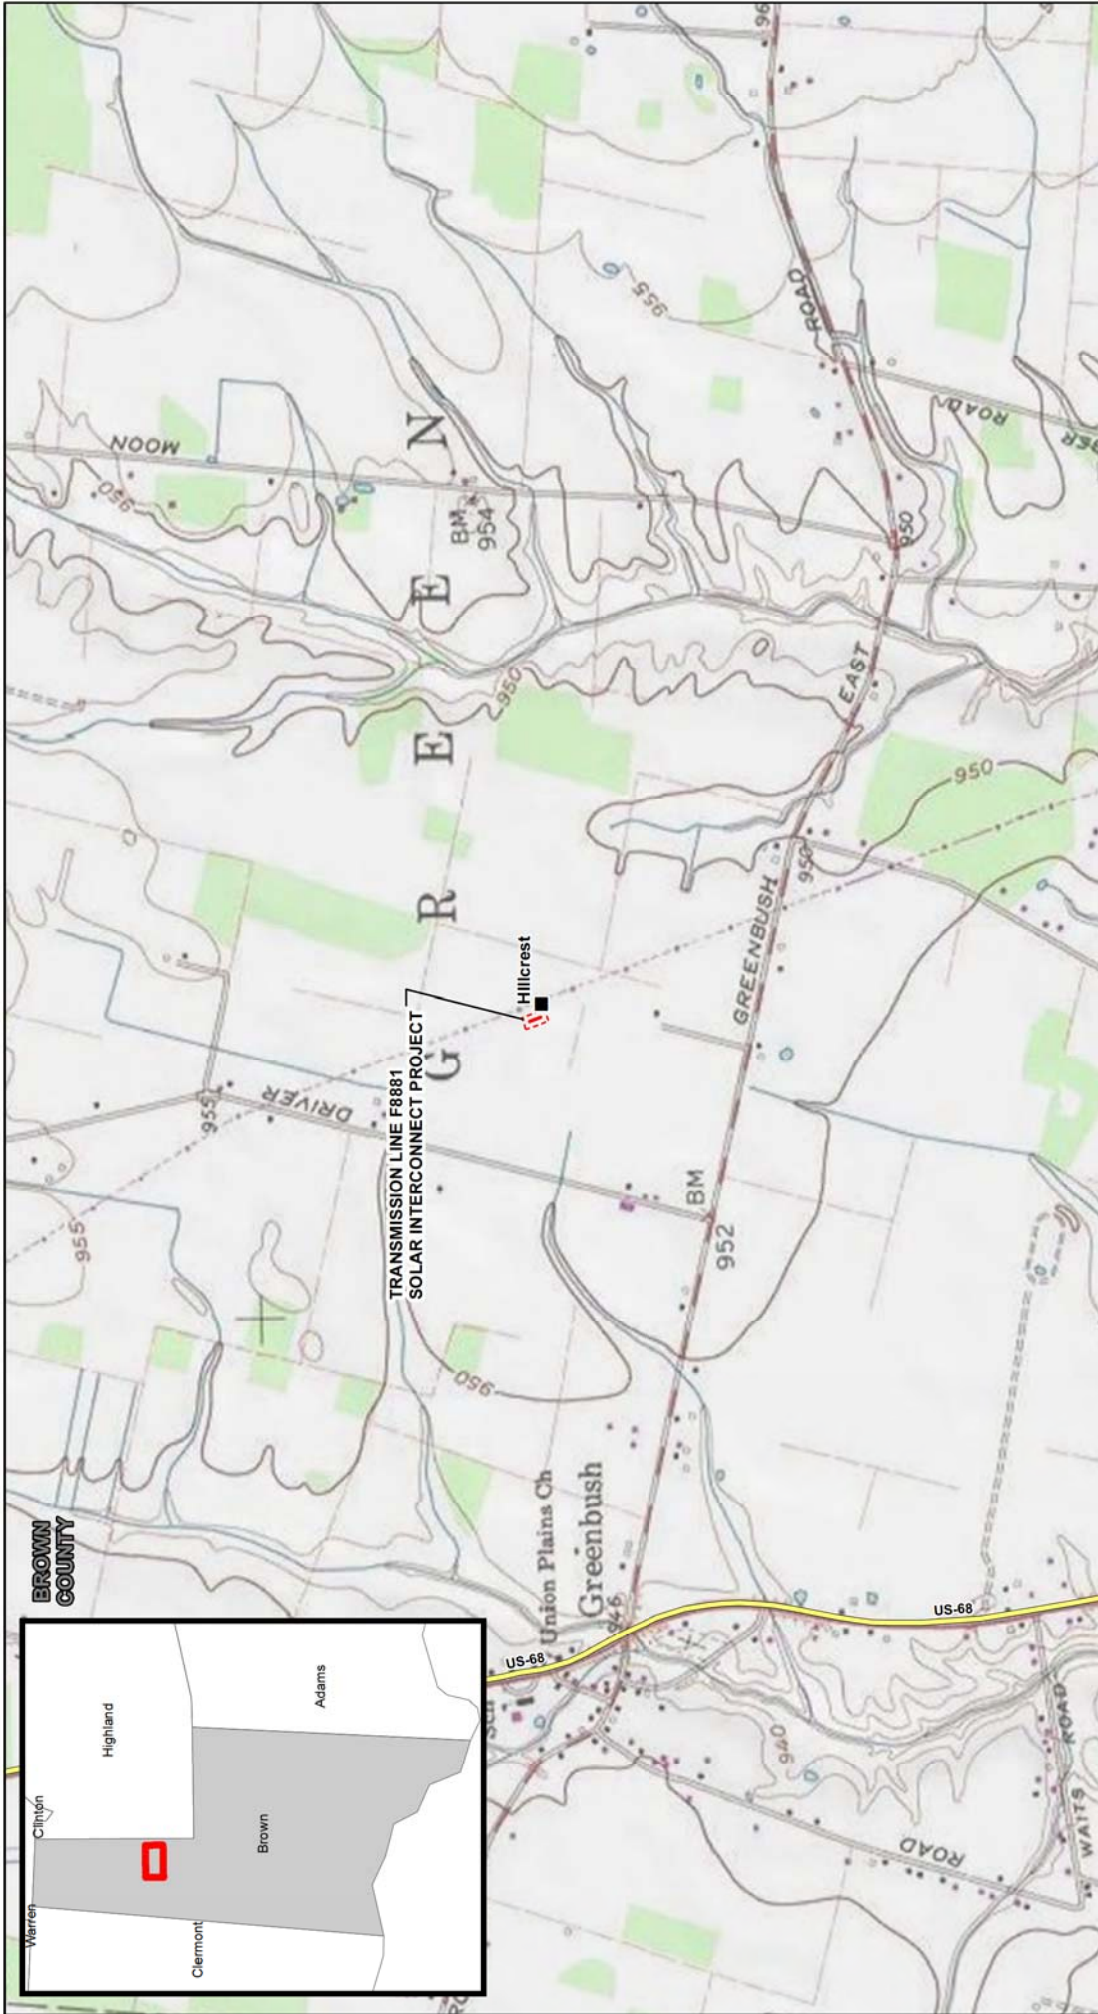 BROWN
COUNTY
Warren
Clinton
Highland
Clermont
Brown
Adams
955
955
DRIVER
950
MOON
TRANSMISSION LINE F8881
SOLAR INTERCONNECT PROJECT
G R E E N
BM
954
950
950
HIllcrest
955
US-68
Union Plains Ch
Greenbush
946
BM
952
GREENBUSH
950
EAST
950
ROAD
950
ROAD
940
ROAD
US-68
WAITS ROAD